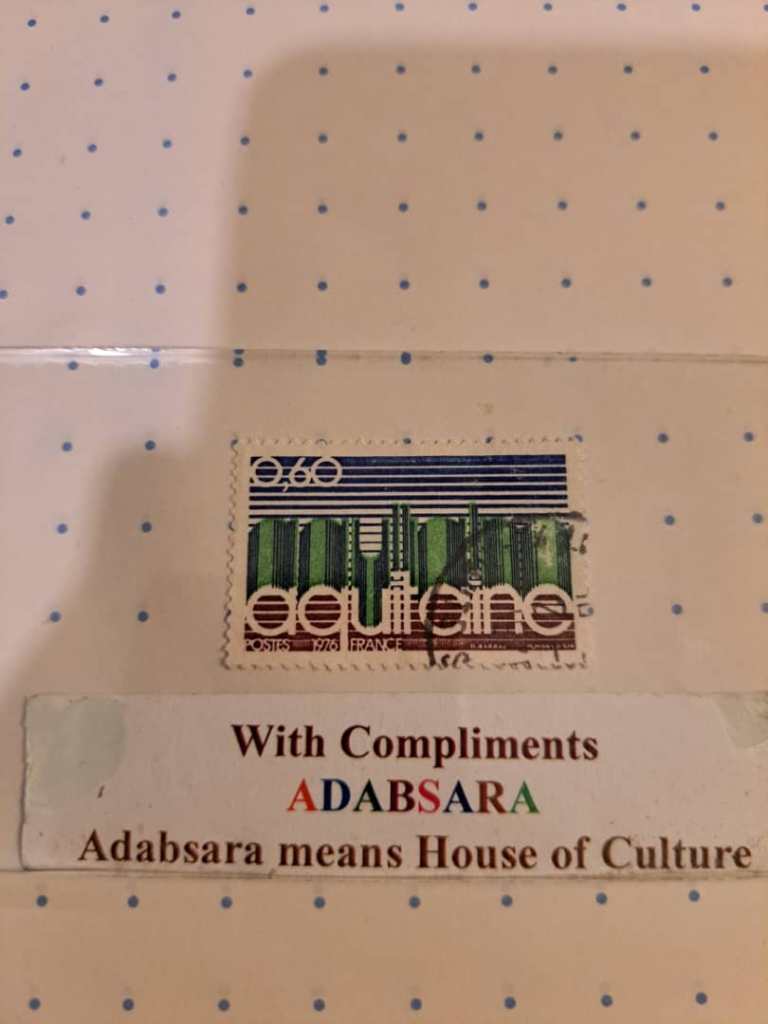 0,60
aquitaine
POSTES 1976 FRANCE
With Compliments
ADABSARA
Adabsara means House of Culture